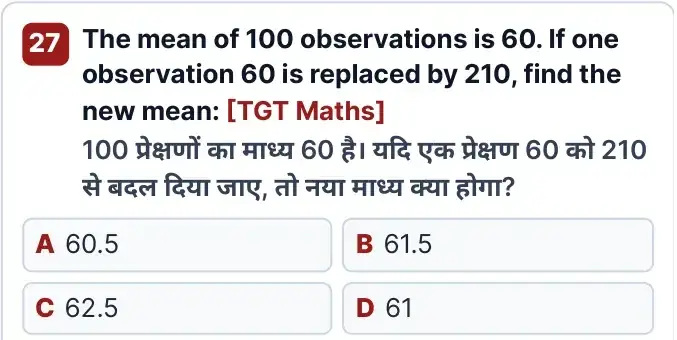 27 The mean of 100 observations is 60. If one
observation 60 is replaced by 210, find the
new mean: [TGT Maths]
100 प्रेक्षणों का माध्य 60 है। यदि एक प्रेक्षण 60 को 210
से बदल दिया जाए, तो नया माध्य क्या होगा?
A 60.5
B 61.5
C 62.5
D 61